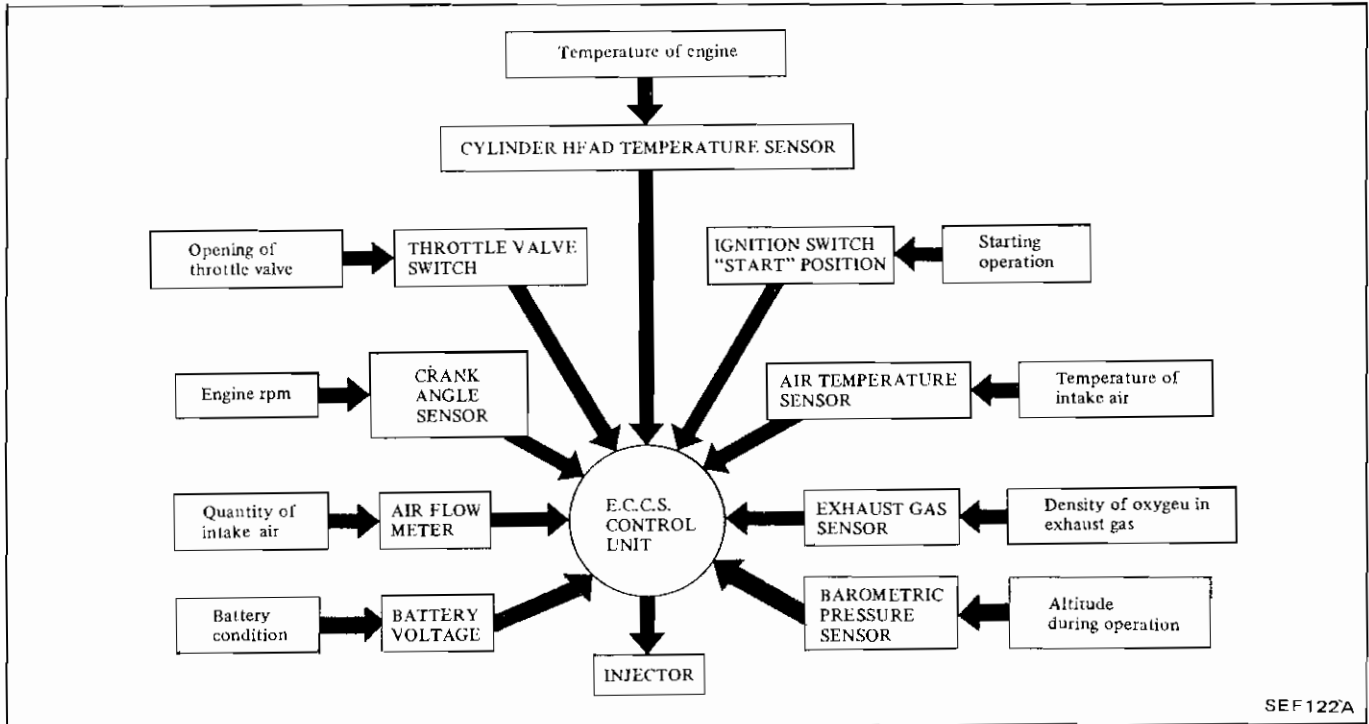 Temperature of engine
CYLINDER HEAD TEMPERATURE SENSOR
Opening of
throttle valve
THROTTLE VALVE
SWITCH
IGNITION SWITCH
"START" POSITION
Starting
operation
Engine rpm
CRANK
ANGLE
SENSOR
AIR TEMPERATURE
SENSOR
Temperature of
intake air
Quantity of
intake air
AIR FLOW
METER
E.C.C.S.
CONTROL
UNIT
EXHAUST GAS
SENSOR
Density of oxygeu in
exhaust gas
Battery
condition
BATTERY
VOLTAGE
BAROMETRIC
PRESSURE
SENSOR
Altitude
during operation
INJECTOR
SEF122A